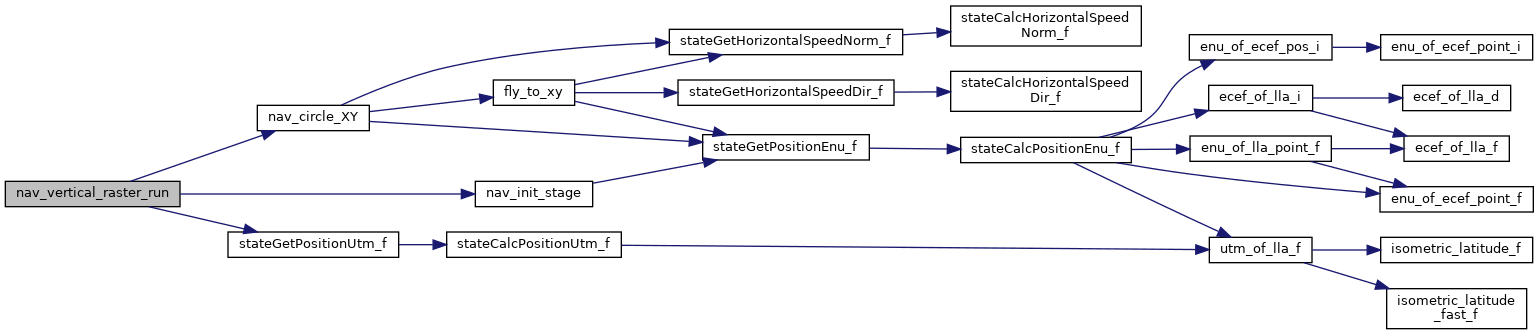 nav_vertical_raster_run
nav_circle_XY
nav_init_stage
stateGetPositionUtm_f
fly_to_xy
stateCalcPositionUtm_f
stateGetHorizontalSpeedNorm_f
stateGetHorizontalSpeedDir_f
stateGetPositionEnu_f
stateCalcHorizontalSpeed
Norm_f
stateCalcHorizontalSpeed
Dir_f
stateCalcPositionEnu_f
enu_of_ecef_pos_i
ecef_of_lla_i
enu_of_lla_point_f
utm_of_lla_f
enu_of_ecef_point_i
ecef_of_lla_d
ecef_of_lla_f
enu_of_ecef_point_f
isometric_latitude_f
isometric_latitude
_fast_f